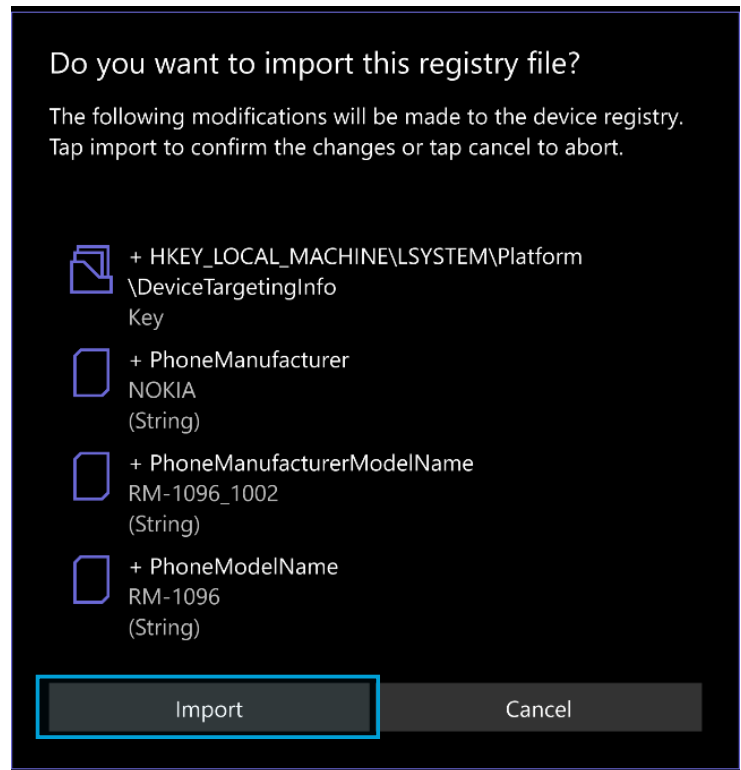 Do you want to import this registry file?
The following modifications will be made to the device registry.
Tap import to confirm the changes or tap cancel to abort.
+ HKEY_LOCAL_MACHINE\LSYSTEM\Platform
\DeviceTargetingInfo
Key
+ PhoneManufacturer
NOKIA
(String)
+ PhoneManufacturerModelName
RM-1096_1002
(String)
+ PhoneModelName
RM-1096
(String)
Import
Cancel